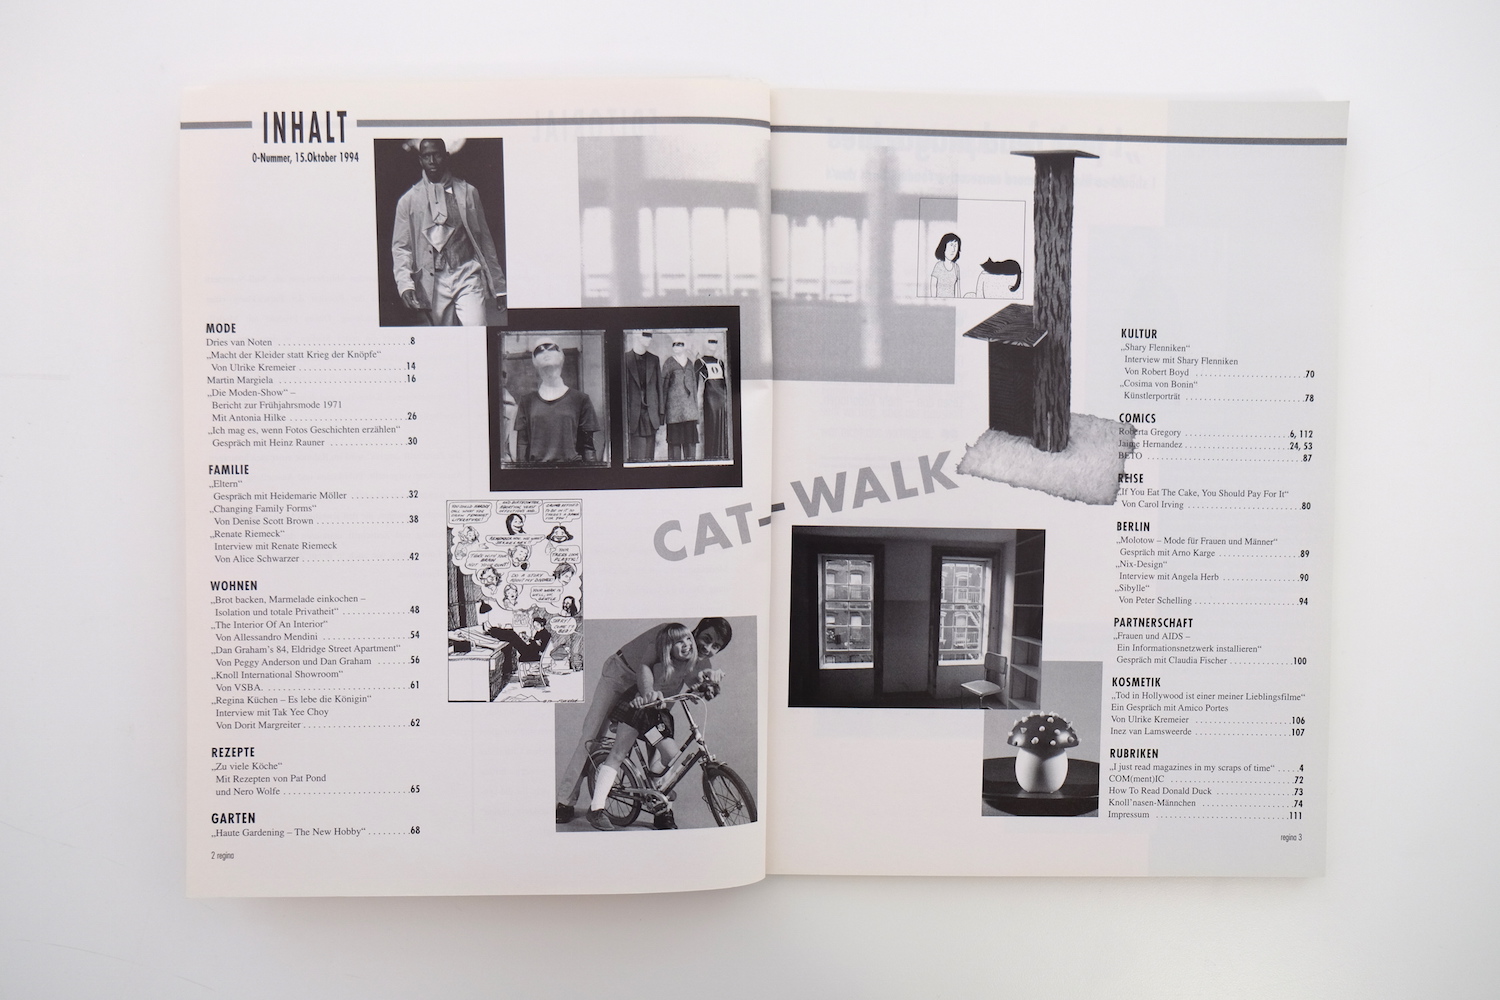 INHALT
0-Nummer, 15.Oktober 1994
MODE
Dries van Noten 8
„Macht der Kleider statt Krieg der Knöpfe“
Von Ulrike Kremeier 14
Martin Margiela 16
„Die Moden-Show“ –
Bericht zur Frühjahrsmode 1971
Mit Antonia Hilke 26
„Ich mag es, wenn Fotos Geschichten erzählen“
Gespräch mit Heinz Rauner 30
FAMILIE
„Eltern“
Gespräch mit Heidemarie Möller 32
„Changing Family Forms“
Von Denise Scott Brown 38
„Renate Riemeck“
Interview mit Renate Riemeck
Von Alice Schwarzer 42
WOHNEN
„Brot backen, Marmelade einkochen –
Isolation und totale Privatheit“ 48
„The Interior Of An Interior“
Von Allessandro Mendini 54
„Dan Graham's 84, Eldridge Street Apartment“
Von Peggy Anderson und Dan Graham 56
„Knoll International Showroom“
Von VSBA. 61
„Regina Küchen – Es lebe die Königin“
Interview mit Tak Yee Choy
Von Dorit Margreiter 62
REZEPTE
„Zu viele Köche“
Mit Rezepten von Pat Pond
und Nero Wolfe 65
GARTEN
„Haute Gardening – The New Hobby“ 68
2 regina
CAT-WALK
KULTUR
„Shary Flenniken“
Interview mit Shary Flenniken
Von Robert Boyd 70
„Cosima von Bonin“
Künstlerporträt 78
COMICS
Roberta Gregory 6, 112
Jaime Hernandez 24, 53
BETO 87
REISE
„If You Eat The Cake, You Should Pay For It“
Von Carol Irving 80
BERLIN
„Molotow – Mode für Frauen und Männer“
Gespräch mit Arno Karge 89
„Nix-Design“
Interview mit Angela Herb 90
„Sibylle“
Von Peter Schelling 94
PARTNERSCHAFT
„Frauen und AIDS –
Ein Informationsnetzwerk installieren“
Gespräch mit Claudia Fischer 100
KOSMETIK
„Tod in Hollywood ist einer meiner Lieblingsfilme“
Ein Gespräch mit Amico Portes
Von Ulrike Kremeier 106
Inez van Lamsweerde 107
RUBRIKEN
„I just read magazines in my scraps of time“ 4
COM(ment)IC 72
How To Read Donald Duck 73
Knoll'nasen-Männchen 74
Impressum 111
regina 3